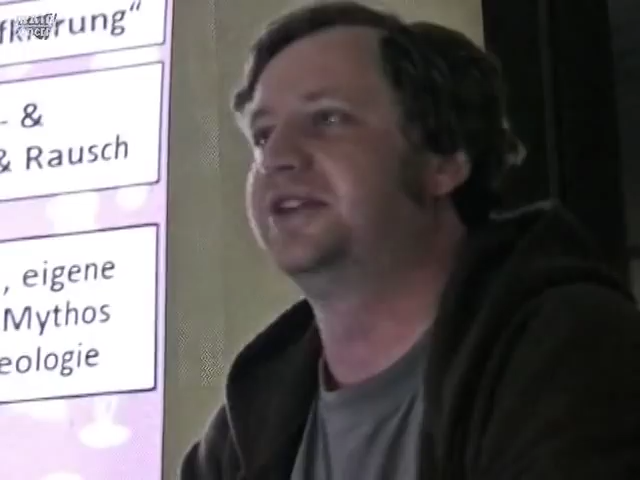 fklärung“
- &
& Rausch
, eigene
Mythos
eologie